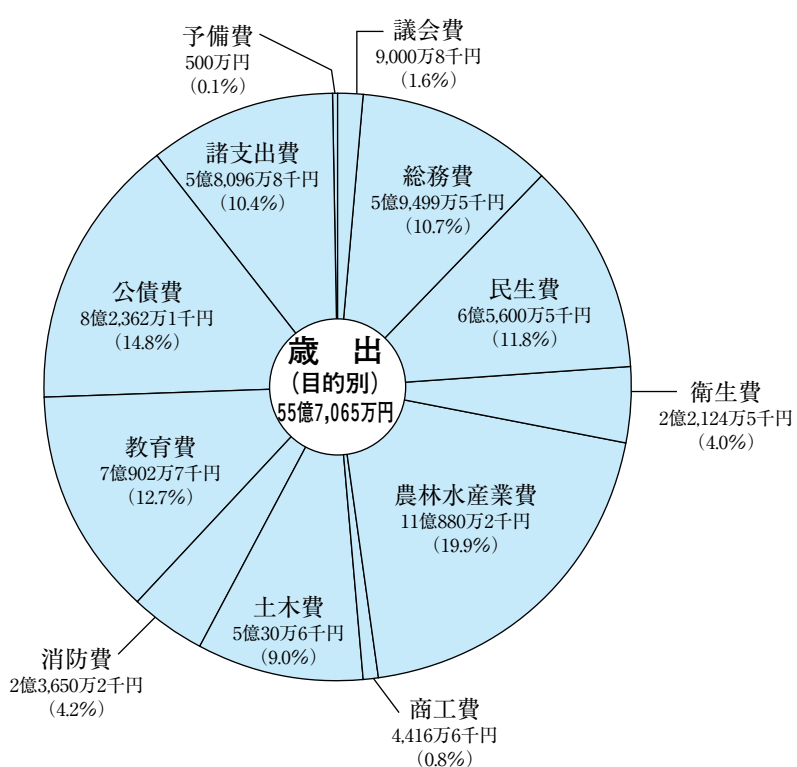 議会費
9,000万8千円
（1.6％）
総務費
5億9,499万5千円
（10.7％）
民生費
6億5,600万5千円
（11.8％）
衛生費
2億2,124万5千円
（4.0％）
農林水産業費
11億880万2千円
（19.9％）
商工費
4,416万6千円
（0.8％）
土木費
5億30万6千円
（9.0％）
消防費
2億3,650万2千円
（4.2％）
教育費
7億902万7千円
（12.7％）
公債費
8億2,362万1千円
（14.8％）
諸支出費
5億8,096万8千円
（10.4％）
予備費
500万円
（0.1％）
歳　出
（目的別）
55億7,065万円